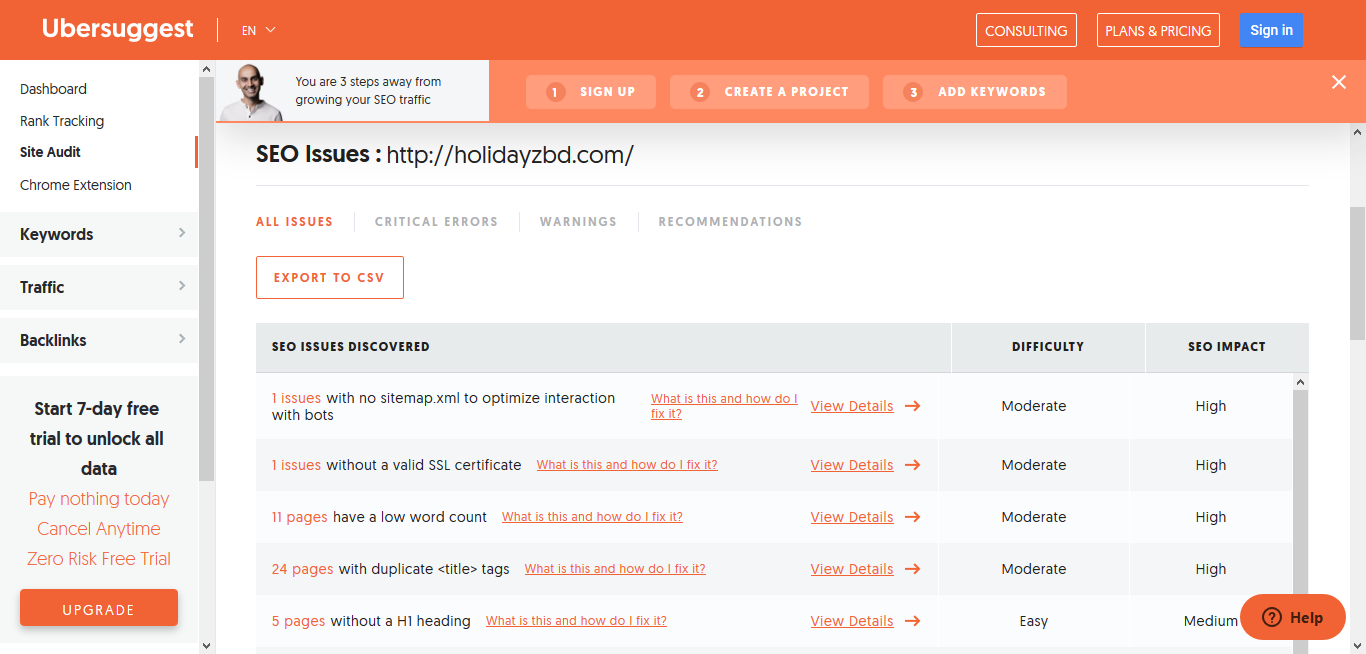 Ubersuggest
EN
CONSULTING
PLANS & PRICING
Sign in
Dashboard
Rank Tracking
Site Audit
Chrome Extension
Keywords
Traffic
Backlinks
Start 7-day free
trial to unlock all
data
Pay nothing today
Cancel Anytime
Zero Risk Free Trial
UPGRADE
You are 3 steps away from
growing your SEO traffic
1 SIGN UP
2 CREATE A PROJECT
3 ADD KEYWORDS
SEO Issues : http://holidayzbd.com/
ALL ISSUES
CRITICAL ERRORS
WARNINGS
RECOMMENDATIONS
EXPORT TO CSV
SEO ISSUES DISCOVERED
DIFFICULTY
SEO IMPACT
1 issues with no sitemap.xml to optimize interaction
with bots
What is this and how do I
fix it?
View Details
Moderate
High
1 issues without a valid SSL certificate
What is this and how do I fix it?
View Details
Moderate
High
11 pages have a low word count
What is this and how do I fix it?
View Details
Moderate
High
24 pages with duplicate <title> tags
What is this and how do I fix it?
View Details
Moderate
High
5 pages without a H1 heading
What is this and how do I fix it?
View Details
Easy
Medium
Help